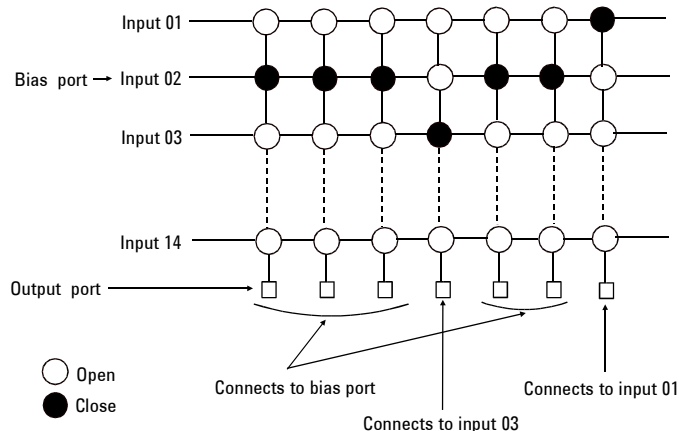 Input 01
Bias port
Input 02
Input 03
Input 14
Output port
Open
Close
Connects to bias port
Connects to input 01
Connects to input 03